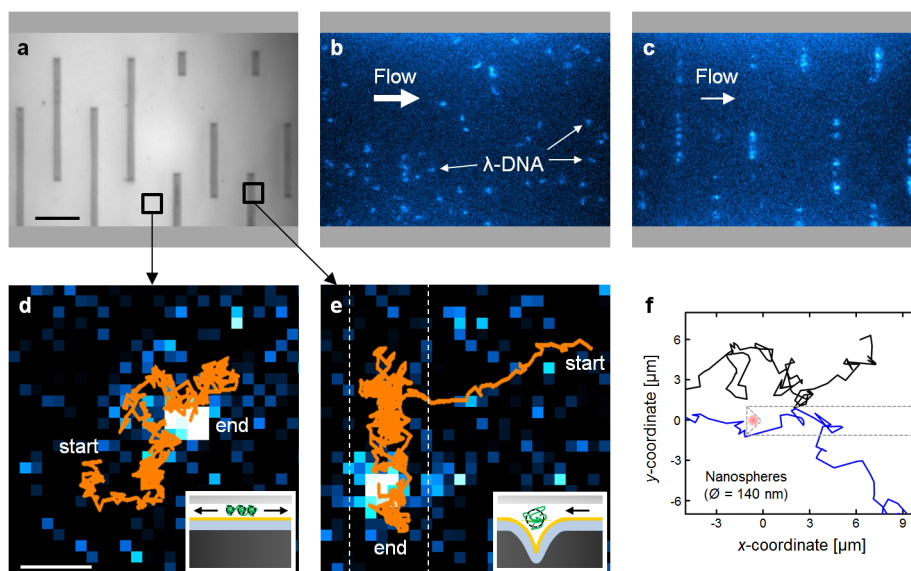 a
b
Flow
λ-DNA
c
Flow
d
start
end
e
start
end
f
6
3
0
-3
-6
y-coordinate [μm]
Nanospheres
(Ø = 140 nm)
-3
0
3
6
9
x-coordinate [μm]